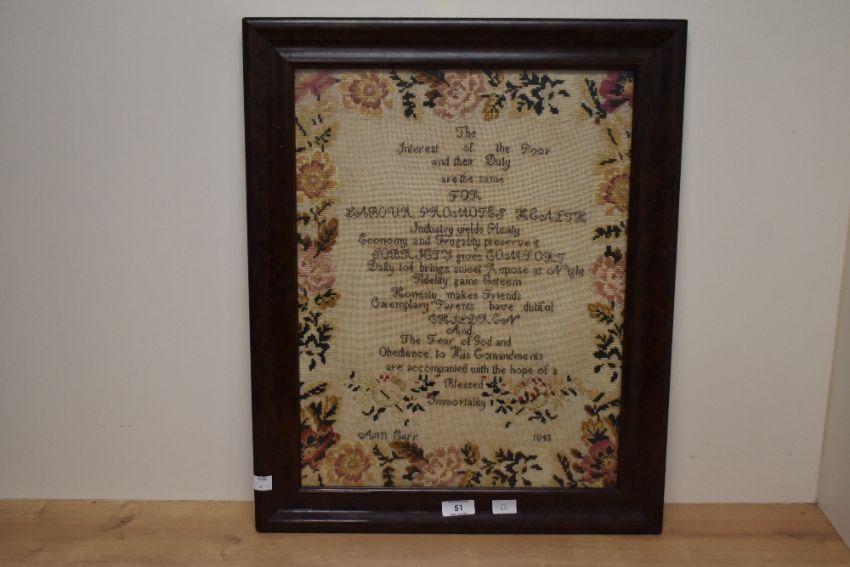 The
Interest of the Poor
and their Duty
are the same
FOR
LABOUR PROMOTES HEALTH
Industry yields Plenty
Economy and Frugality preserve it
SOBRIETY gives COMFORT
Daily toil brings sweet Repose at Night
Fidelity gains Esteem
Honesty makes Friends
Exemplary Parents have dutiful
CHILDREN
And
The Fear of God and
Obedience to His Comandments
are accompanied with the hope of a
Blessed
Immortality
Ann Carr 1843
51